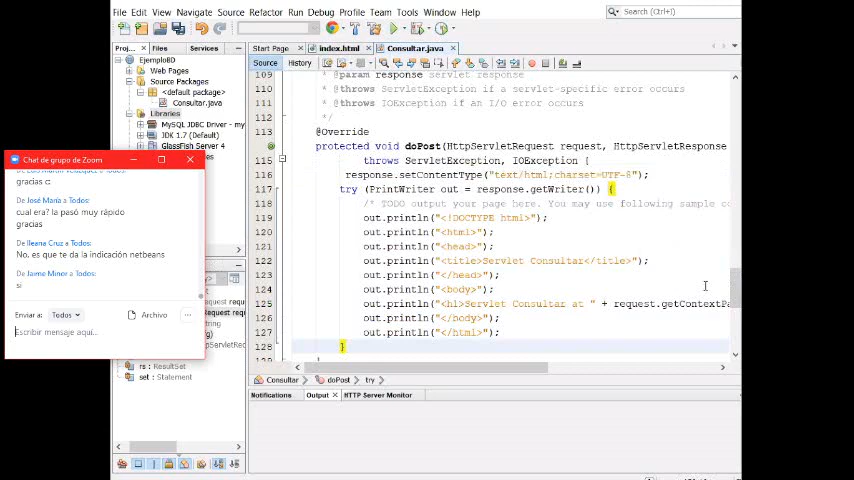 File Edit View Navigate Source Refactor Run Debug Profile Team Tools Window Help
Search (Ctrl+I)
Proj... Files Services
EjemploBD
Web Pages
Source Packages
<default package>
Consultar.java
Libraries
MySQL JDBC Driver - my
JDK 1.7 (Default)
GlassFish Server 4
Chat de grupo de Zoom
gracias c:
De José María a Todos:
cual era? la pasó muy rápido
gracias
De Ileana Cruz a Todos:
No, es que te da la indicación netbeans
De Jaime Minor a Todos:
si
Enviar a: Todos
Archivo
...
Escribir mensaje aquí...
rs : ResultSet
set : Statement
Start Page index.html Consultar.java
Source History
109 * @param response servlet response
110 * @throws ServletException if a servlet-specific error occurs
111 * @throws IOException if an I/O error occurs
112 */
113 @Override
protected void doPost(HttpServletRequest request, HttpServletResponse
115 throws ServletException, IOException {
116 response.setContentType("text/html;charset=UTF-8");
117 try (PrintWriter out = response.getWriter()) {
118 /* TODO output your page here. You may use following sample co
119 out.println("<!DOCTYPE html>");
120 out.println("<html>");
121 out.println("<head>");
122 out.println("<title>Servlet Consultar</title>");
123 out.println("</head>");
124 out.println("<body>");
125 out.println("<h1>Servlet Consultar at " + request.getContextPa
126 out.println("</body>");
127 out.println("</html>");
128 }
Consultar doPost try
Notifications Output HTTP Server Monitor